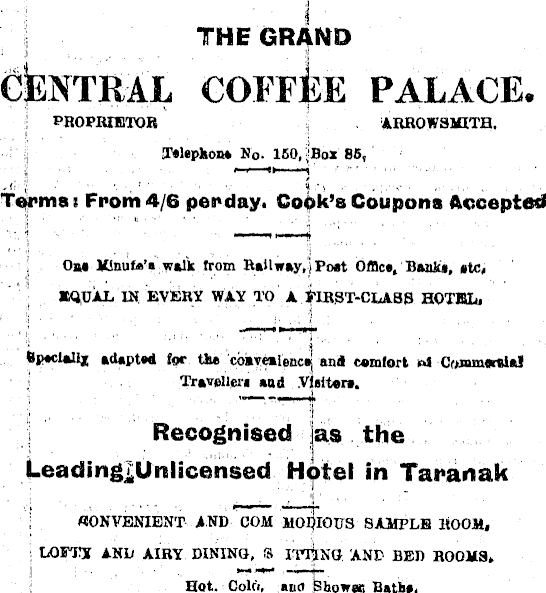 THE GRAND
CENTRAL COFFEE PALACE.
PROPRIETOR ARROWSMITH.
Telephone No. 150, Box 85,
Terms: From 4/6 per day. Cook's Coupons Accepted
One Minute's walk from Railway, Post Office, Banks, etc,
EQUAL IN EVERY WAY TO A FIRST-CLASS HOTEL,
Specially adapted for the convenience and comfort of Commercial
Travellers and Visitors.
Recognised as the
Leading Unlicensed Hotel in Taranak
CONVENIENT AND COM MODIOUS SAMPLE ROOM,
LOFTY AND AIRY DINING, S ITTING AND BED ROOMS.
Hot, Cold, and Shower Baths.